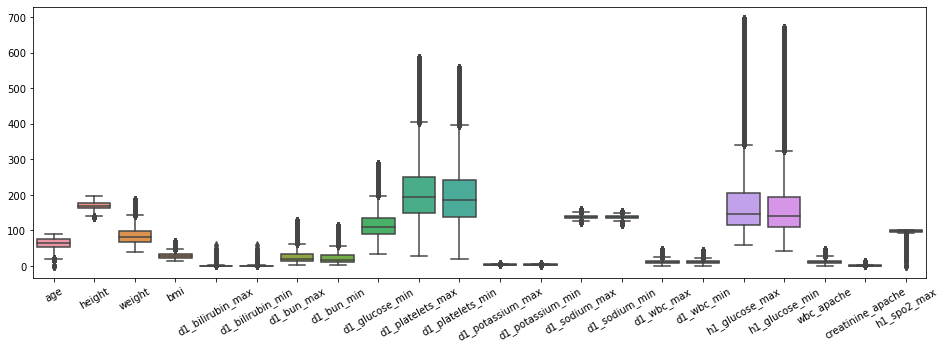 700
600
500
400
300
200
100
0
age
height
weight
bmi
d1_bilirubin_max
d1_bilirubin_min
d1_bun_max
d1_bun_min
d1_glucose_min
d1_platelets_max
d1_platelets_min
d1_potassium_max
d1_potassium_min
d1_sodium_max
d1_sodium_min
d1_wbc_max
d1_wbc_min
h1_glucose_max
h1_glucose_min
wbc_apache
creatinine_apache
h1_spo2_max